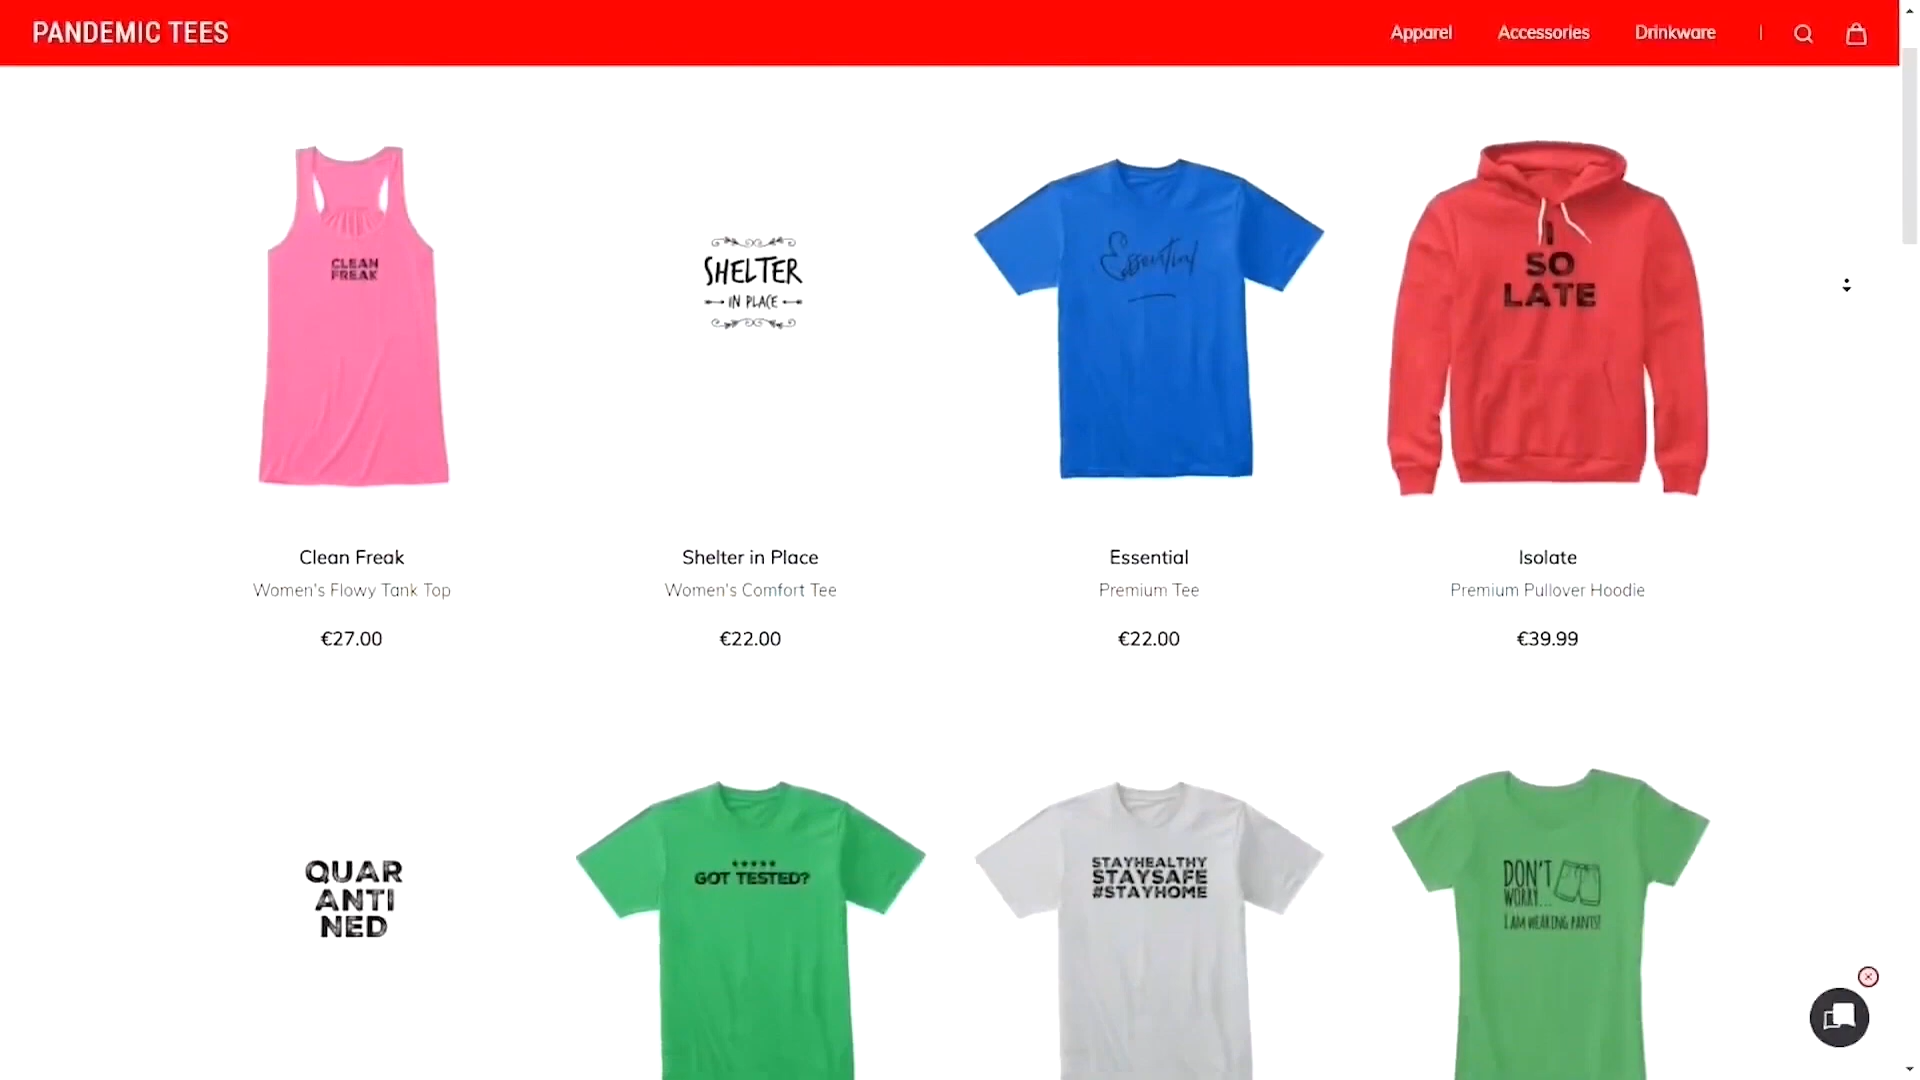 PANDEMIC TEES
Apparel
Accessories
Drinkware
CLEAN
FREAK
SHELTER
IN PLACE
Essential
I
SO
LATE
Clean Freak
Shelter in Place
Essential
Isolate
Women's Flowy Tank Top
Women's Comfort Tee
Premium Tee
Premium Pullover Hoodie
€27.00
€22.00
€22.00
€39.99
QUAR
ANTI
NED
GOT TESTED?
STAYHEALTHY
STAYSAFE
#STAYHOME
DON'T
WORRY...
I AM WEARING PANTS!